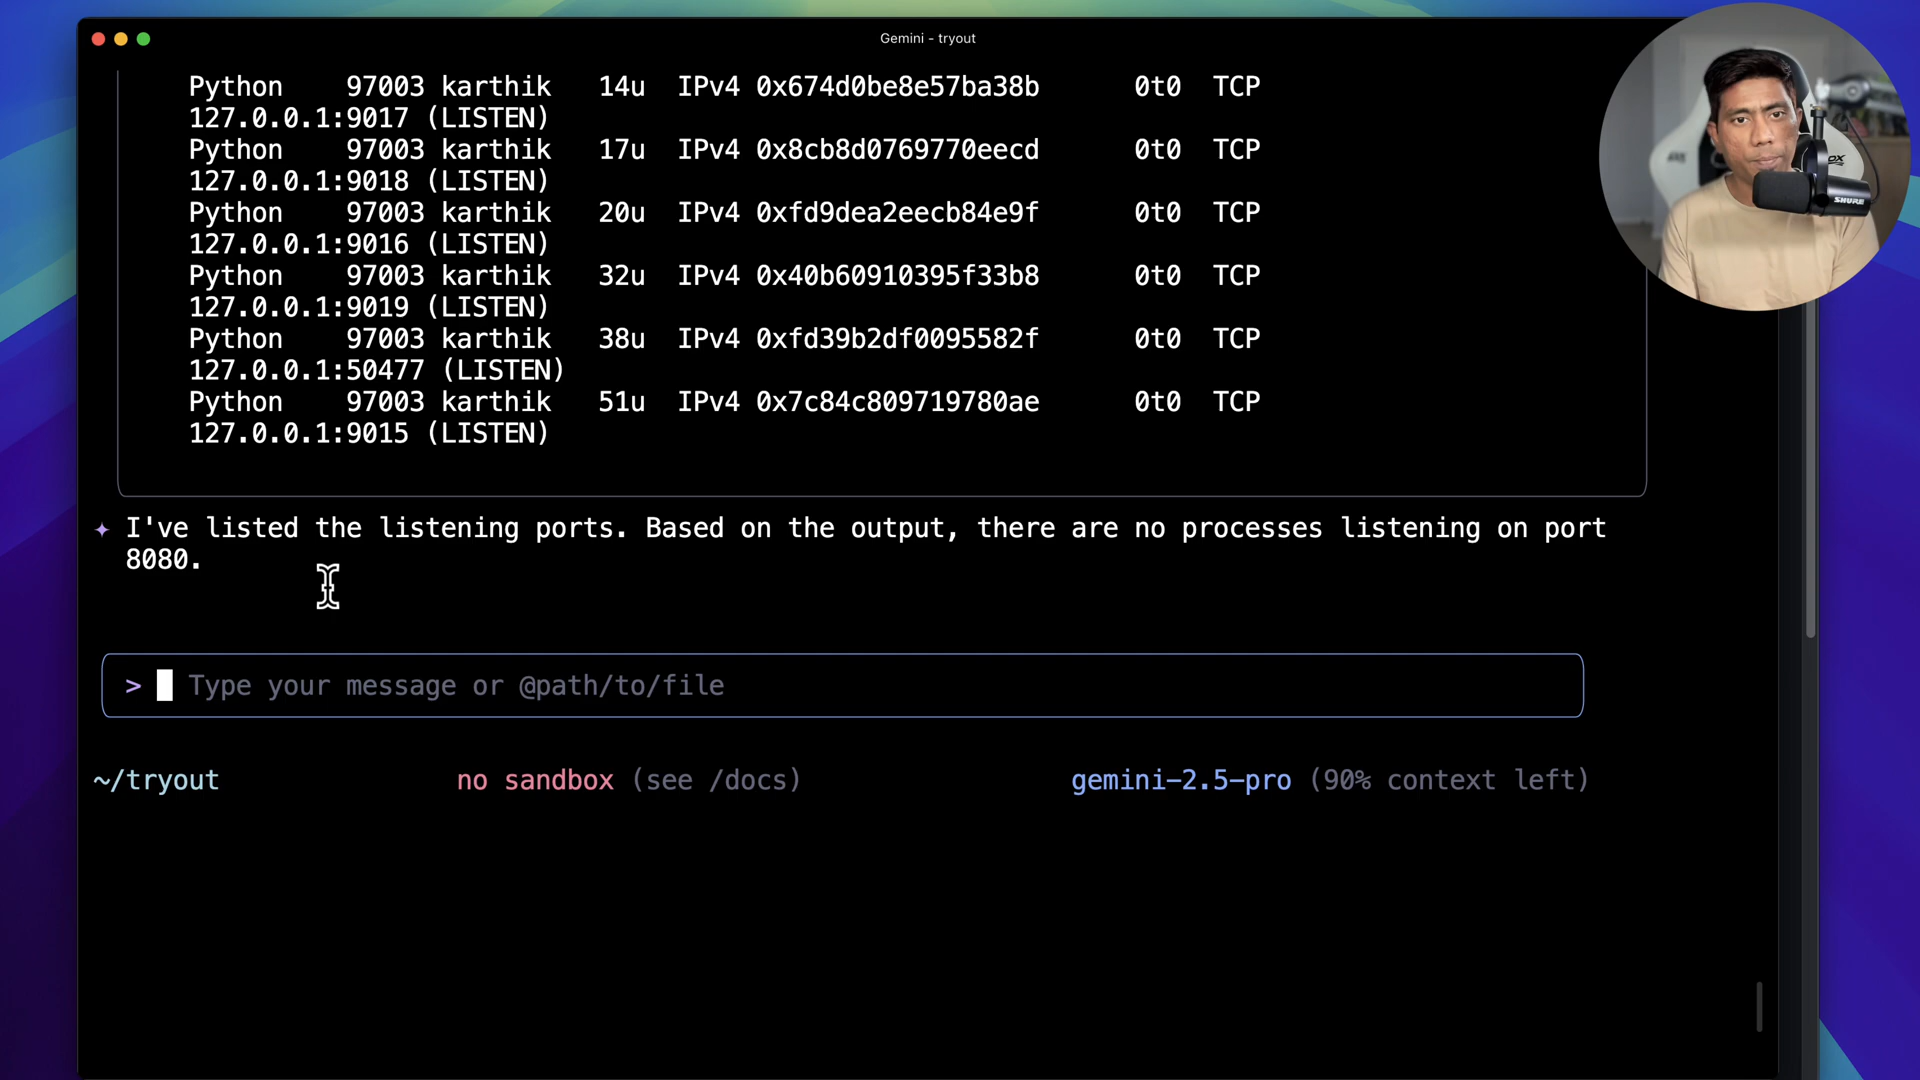 Gemini - tryout
Python    97003 karthik   14u  IPv4 0x674d0be8e57ba38b      0t0  TCP
127.0.0.1:9017 (LISTEN)
Python    97003 karthik   17u  IPv4 0x8cb8d0769770eecd      0t0  TCP
127.0.0.1:9018 (LISTEN)
Python    97003 karthik   20u  IPv4 0xfd9dea2eecb84e9f      0t0  TCP
127.0.0.1:9016 (LISTEN)
Python    97003 karthik   32u  IPv4 0x40b60910395f33b8      0t0  TCP
127.0.0.1:9019 (LISTEN)
Python    97003 karthik   38u  IPv4 0xfd39b2df0095582f      0t0  TCP
127.0.0.1:50477 (LISTEN)
Python    97003 karthik   51u  IPv4 0x7c84c809719780ae      0t0  TCP
127.0.0.1:9015 (LISTEN)
✦ I've listed the listening ports. Based on the output, there are no processes listening on port
8080.
> Type your message or @path/to/file
~/tryout    no sandbox (see /docs)    gemini-2.5-pro (90% context left)
SHURE